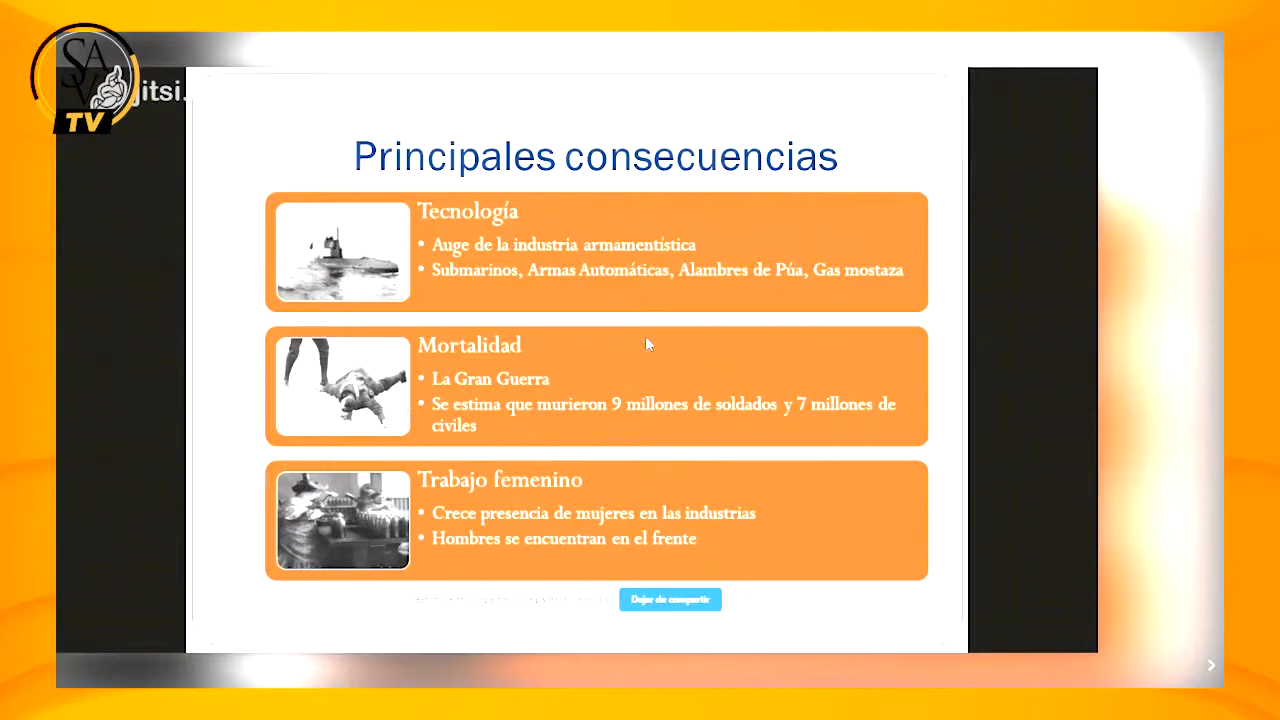 SA
V
TV
jitsi.
Principales consecuencias
Tecnología
• Auge de la industria armamentística
• Submarinos, Armas Automáticas, Alambres de Púa, Gas mostaza
Mortalidad
• La Gran Guerra
• Se estima que murieron 9 millones de soldados y 7 millones de
civiles
Trabajo femenino
• Crece presencia de mujeres en las industrias
• Hombres se encuentran en el frente
Dejar de compartir